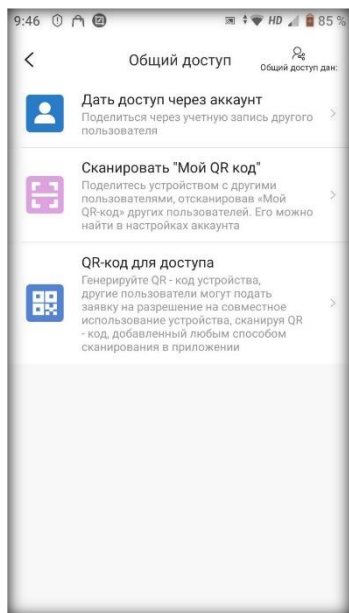 9:46 HD 85 %
Общий доступ
Общий доступ дан:
Дать доступ через аккаунт
Поделиться через учетную запись другого
пользователя
Сканировать "Мой QR код"
Поделитесь устройством с другими
пользователями, отсканировав «Мой
QR-код» других пользователей. Его можно
найти в настройках аккаунта
QR-код для доступа
Генерируйте QR - код устройства,
другие пользователи могут подать
заявку на разрешение на совместное
использование устройства, сканируя QR
- код, добавленный любым способом
сканирования в приложении